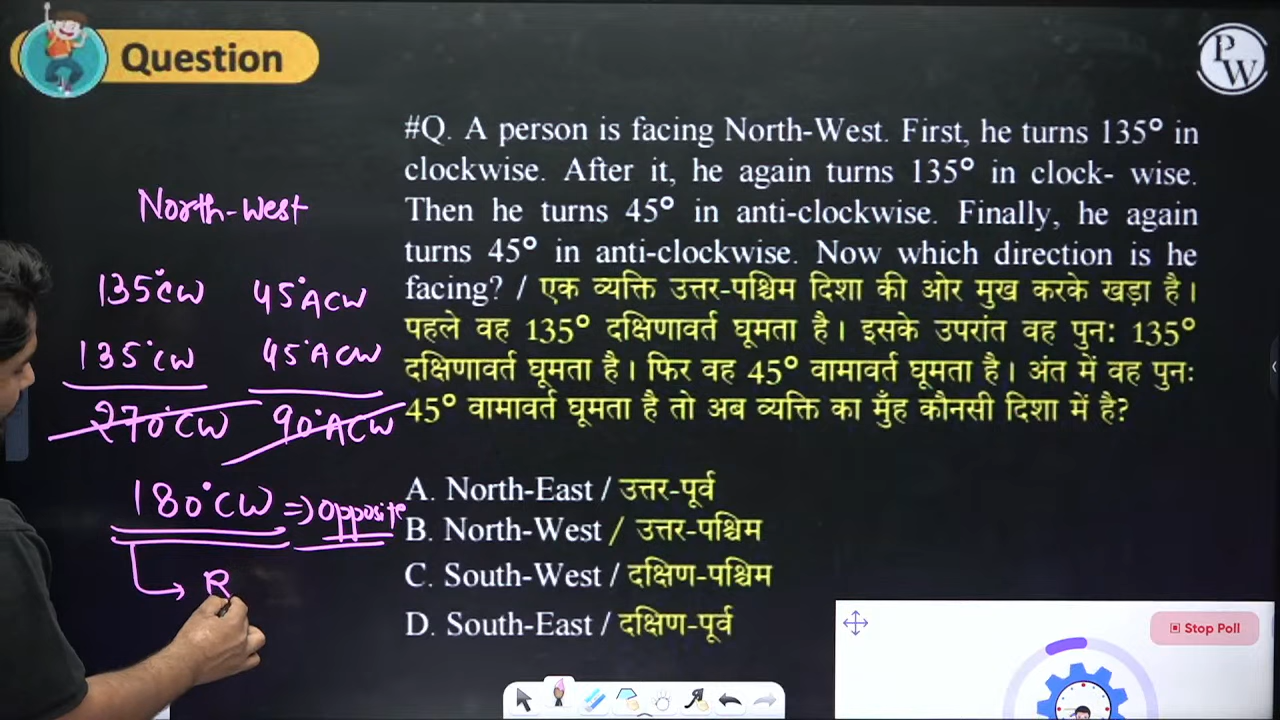 Question
PW
#Q. A person is facing North-West. First, he turns 135° in
clockwise. After it, he again turns 135° in clock- wise.
Then he turns 45° in anti-clockwise. Finally, he again
turns 45° in anti-clockwise. Now which direction is he
facing? / एक व्यक्ति उत्तर-पश्चिम दिशा की ओर मुख करके खड़ा है।
पहले वह 135° दक्षिणावर्त घूमता है। इसके उपरांत वह पुन: 135°
दक्षिणावर्त घूमता है। फिर वह 45° वामावर्त घूमता है। अंत में वह पुन:
45° वामावर्त घूमता है तो अब व्यक्ति का मुँह कौनसी दिशा में है?
A. North-East / उत्तर-पूर्व
B. North-West / उत्तर-पश्चिम
C. South-West / दक्षिण-पश्चिम
D. South-East / दक्षिण-पूर्व
North-West
135°CW 45°ACW
135°CW 45°ACW
270°CW 90°ACW
180°CW => Opposite
R
Stop Poll